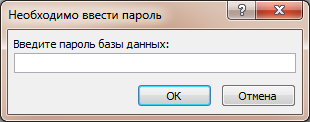 Необходимо ввести пароль
Введите пароль базы данных:
ОК
Отмена